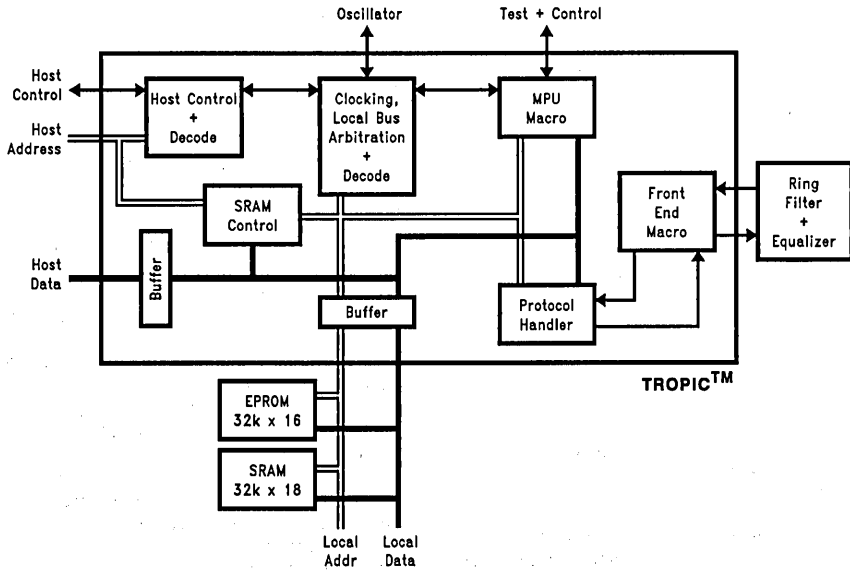 Oscillator
Test + Control
Host
Control
Host Control
+
Decode
Clocking,
Local Bus
Arbitration
+
Decode
MPU
Macro
Host
Address
SRAM
Control
Front
End
Macro
Ring
Filter
+
Equalizer
Host
Data
Buffer
Buffer
Protocol
Handler
TROPIC™
EPROM
32k x 16
SRAM
32k x 18
Local
Addr
Local
Data